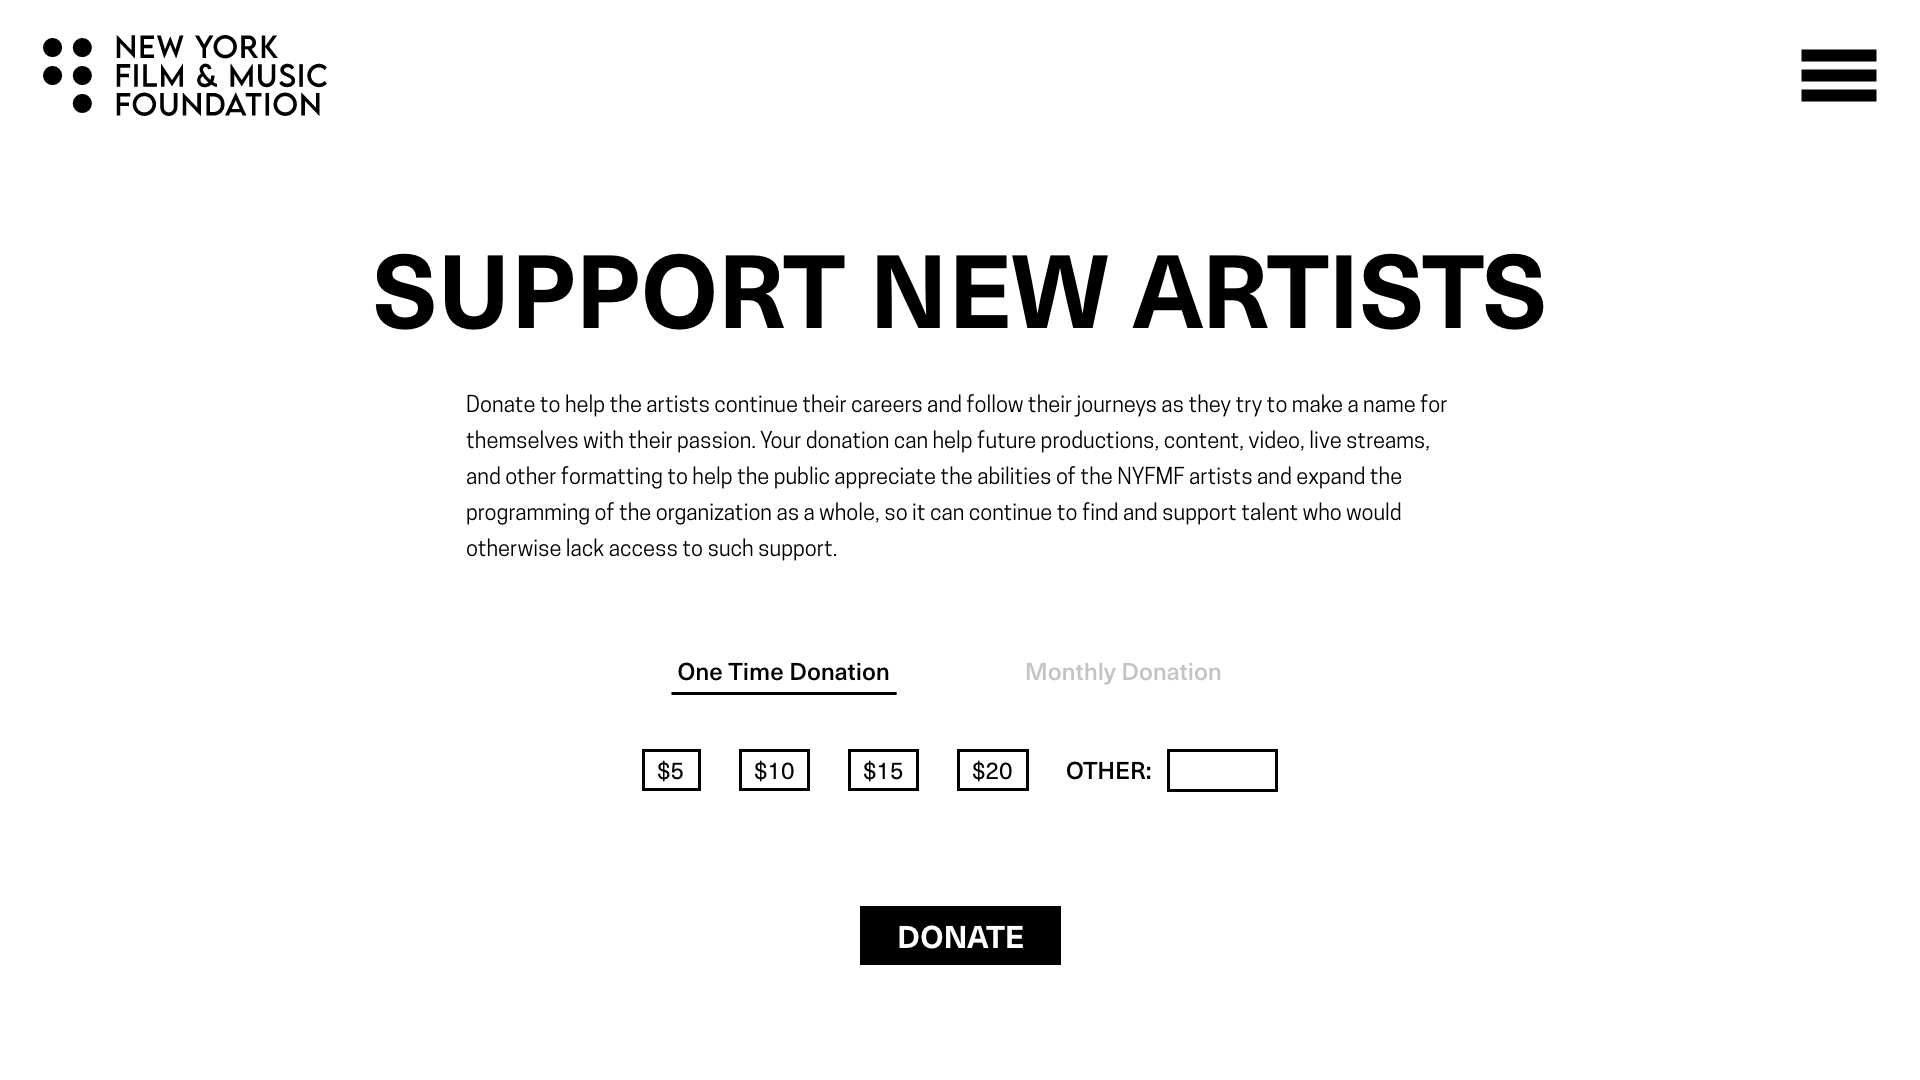 NEW YORK
FILM & MUSIC
FOUNDATION
SUPPORT NEW ARTISTS
Donate to help the artists continue their careers and follow their journeys as they try to make a name for
themselves with their passion. Your donation can help future productions, content, video, live streams,
and other formatting to help the public appreciate the abilities of the NYFMF artists and expand the
programming of the organization as a whole, so it can continue to find and support talent who would
otherwise lack access to such support.
One Time Donation Monthly Donation
$5 $10 $15 $20 OTHER:
DONATE